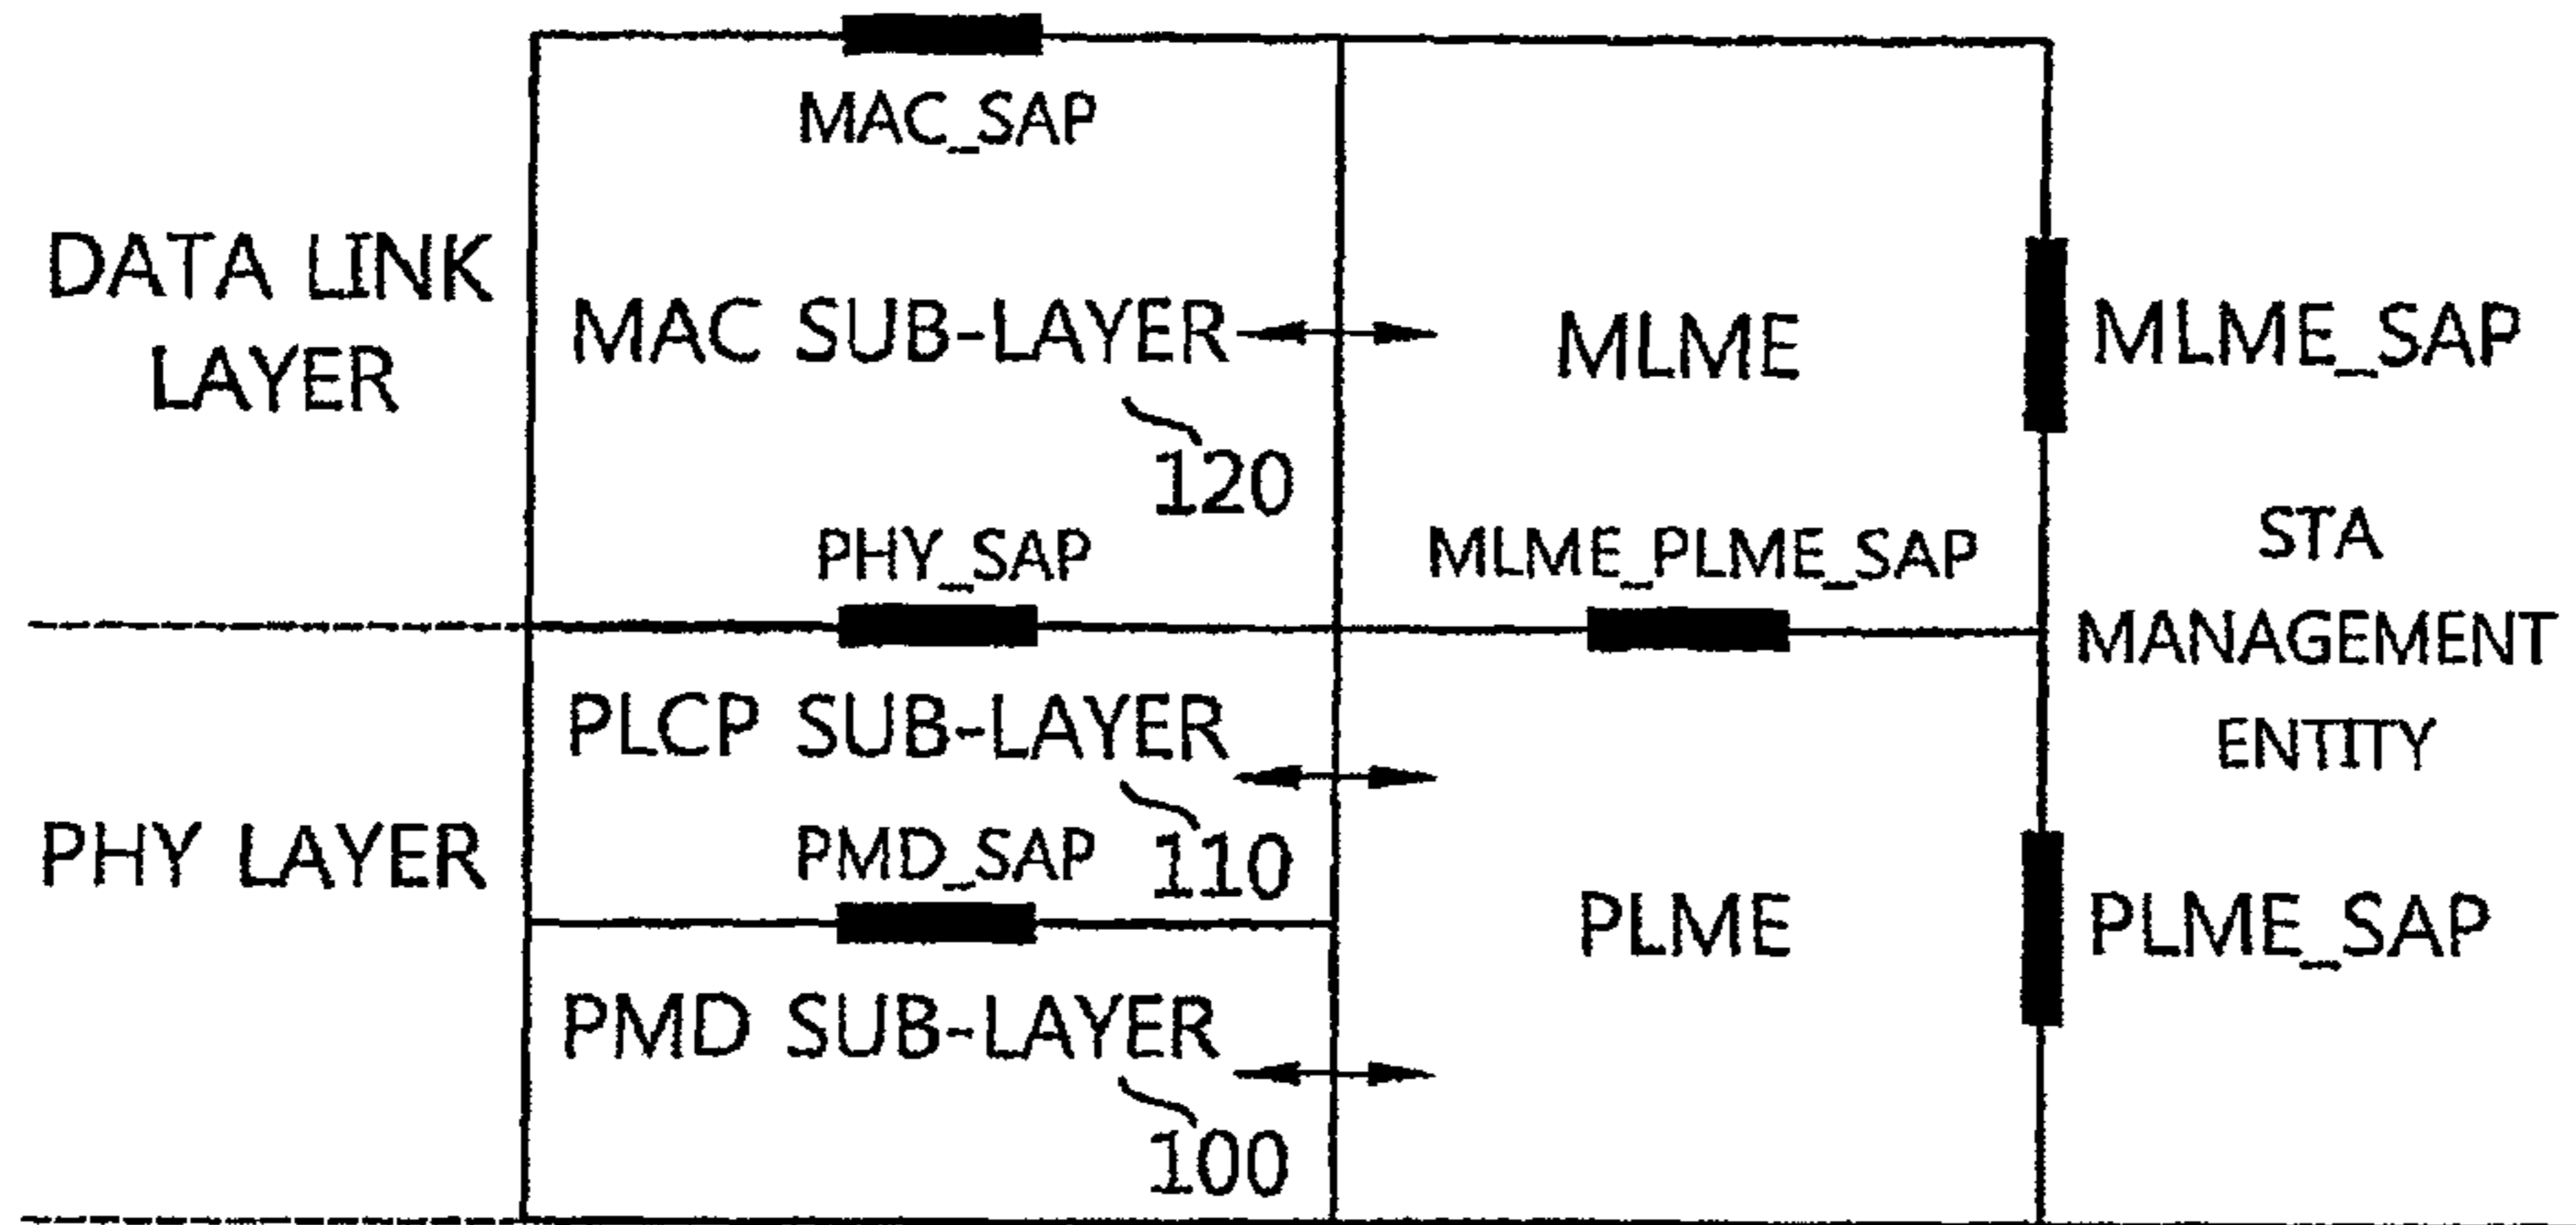 MAC_SAP
DATA LINK
LAYER
MAC SUB-LAYER
120
MLME
MLME_SAP
PHY_SAP
MLME_PLME_SAP
STA
MANAGEMENT
ENTITY
PHY LAYER
PLCP SUB-LAYER
110
PMD_SAP
PLME
PLME_SAP
PMD SUB-LAYER
100